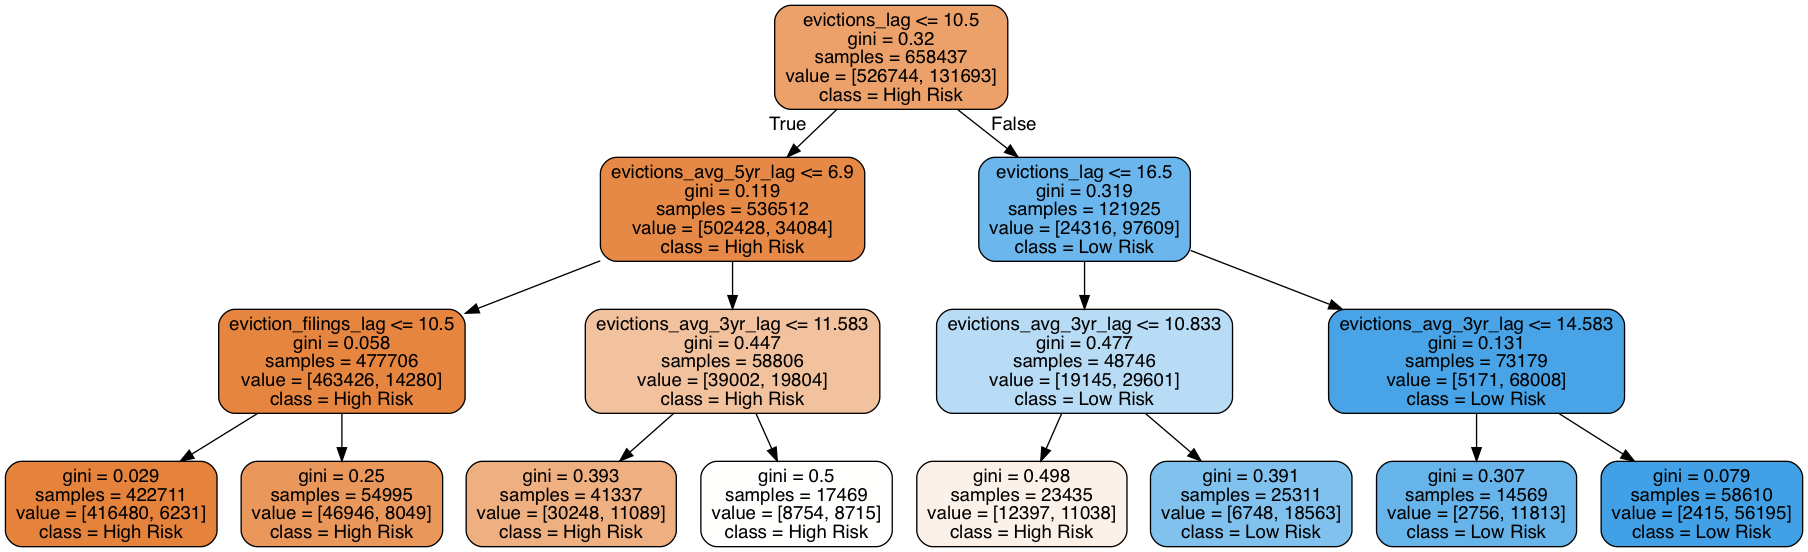 evictions_lag <= 10.5
gini = 0.32
samples = 658437
value = [526744, 131693]
class = High Risk
True
False
evictions_avg_5yr_lag <= 6.9
gini = 0.119
samples = 536512
value = [502428, 34084]
class = High Risk
evictions_lag <= 16.5
gini = 0.319
samples = 121925
value = [24316, 97609]
class = Low Risk
eviction_filings_lag <= 10.5
gini = 0.058
samples = 477706
value = [463426, 14280]
class = High Risk
evictions_avg_3yr_lag <= 11.583
gini = 0.447
samples = 58806
value = [39002, 19804]
class = High Risk
evictions_avg_3yr_lag <= 10.833
gini = 0.477
samples = 48746
value = [19145, 29601]
class = Low Risk
evictions_avg_3yr_lag <= 14.583
gini = 0.131
samples = 73179
value = [5171, 68008]
class = Low Risk
gini = 0.029
samples = 422711
value = [416480, 6231]
class = High Risk
gini = 0.25
samples = 54995
value = [46946, 8049]
class = High Risk
gini = 0.393
samples = 41337
value = [30248, 11089]
class = High Risk
gini = 0.5
samples = 17469
value = [8754, 8715]
class = High Risk
gini = 0.498
samples = 23435
value = [12397, 11038]
class = High Risk
gini = 0.391
samples = 25311
value = [6748, 18563]
class = Low Risk
gini = 0.307
samples = 14569
value = [2756, 11813]
class = Low Risk
gini = 0.079
samples = 58610
value = [2415, 56195]
class = Low Risk